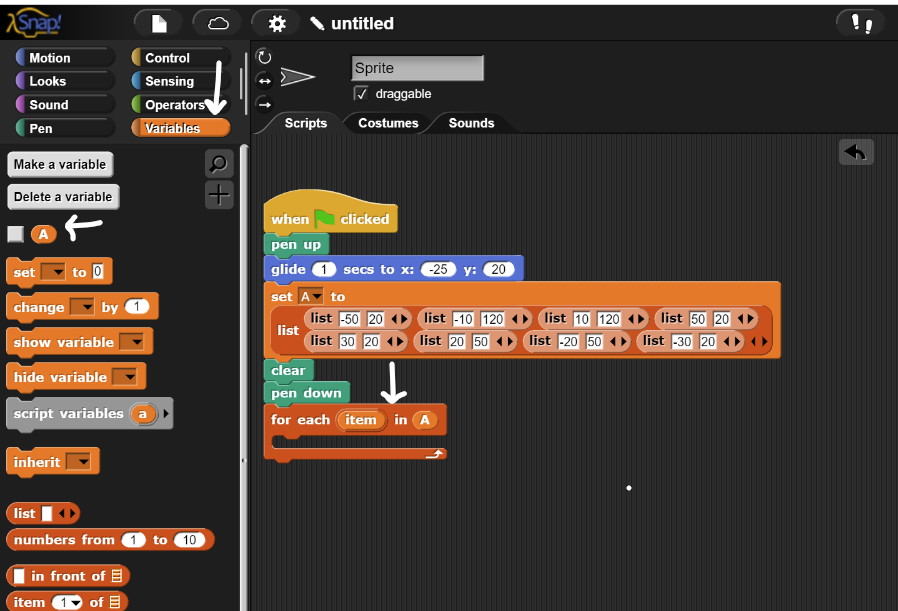 Snap!
untitled
Motion Control
Looks Sensing
Sound Operators
Pen Variables
Sprite
draggable
Scripts Costumes Sounds
Make a variable
Delete a variable
A
set to 0
change by 1
show variable
hide variable
script variables a
inherit
list
numbers from 1 to 10
in front of
item 1 of
when clicked
pen up
glide 1 secs to x: -25 y: 20
set A to
list
list -50 20 list -10 120 list 10 120 list 50 20
list 30 20 list 20 50 list -20 50 list -30 20
clear
pen down
for each item in A